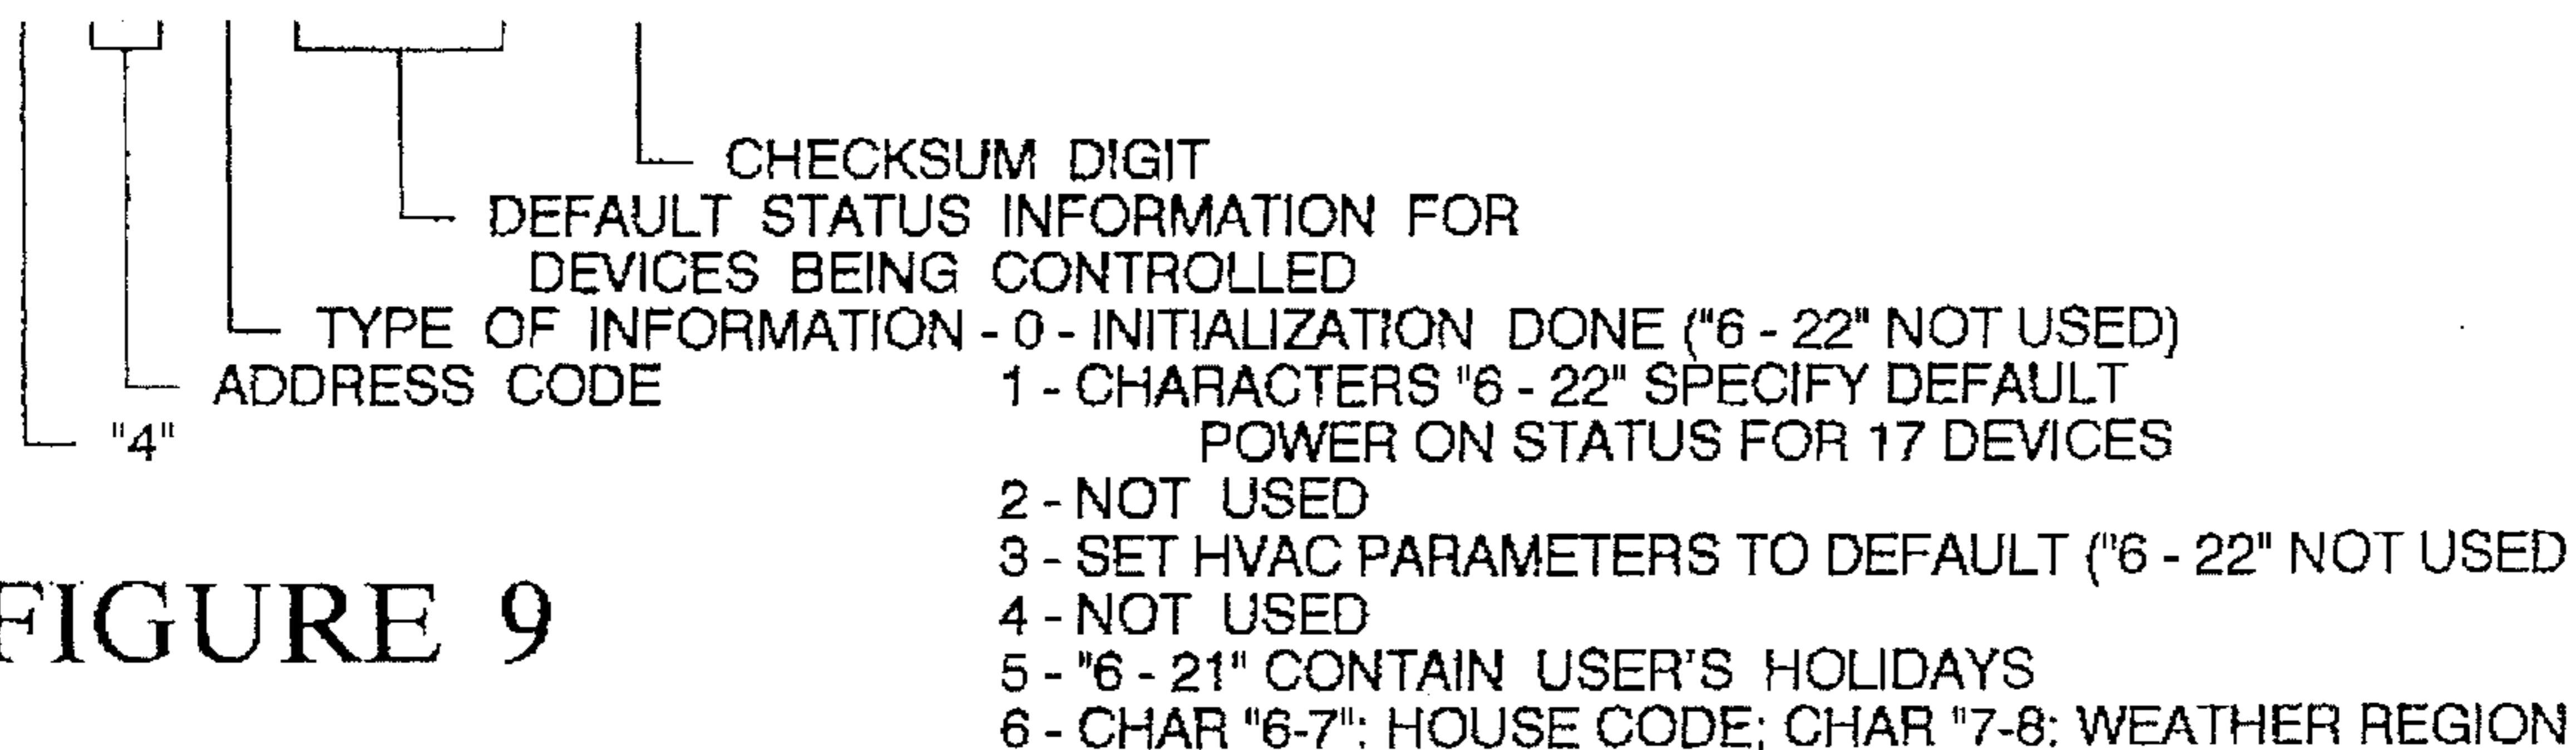 CHECKSUM DIGIT
DEFAULT STATUS INFORMATION FOR
DEVICES BEING CONTROLLED
TYPE OF INFORMATION - 0 - INITIALIZATION DONE ("6 - 22" NOT USED)
ADDRESS CODE 1 - CHARACTERS "6 - 22" SPECIFY DEFAULT
"4" POWER ON STATUS FOR 17 DEVICES
2 - NOT USED
3 - SET HVAC PARAMETERS TO DEFAULT ("6 - 22" NOT USED
4 - NOT USED
FIGURE 9
5 - "6 - 21" CONTAIN USER'S HOLIDAYS
6 - CHAR "6-7": HOUSE CODE; CHAR "7-8: WEATHER REGION